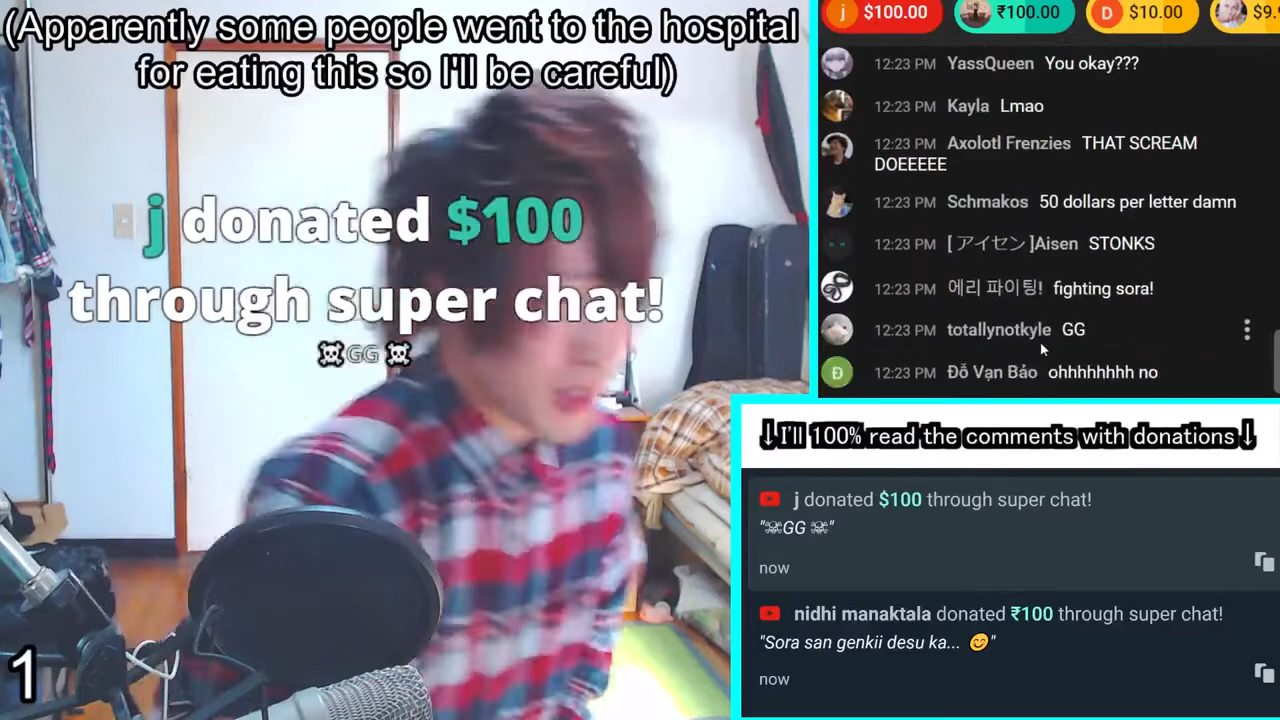 (Apparently some people went to the hospital
for eating this so I'll be careful)
j donated $100
through super chat!
☠GG ☠
1
j $100.00 ₹100.00 D $10.00 $9.
12:23 PM YassQueen You okay???
12:23 PM Kayla Lmao
12:23 PM Axolotl Frenzies THAT SCREAM
DOEEEEE
12:23 PM Schmakos 50 dollars per letter damn
12:23 PM [ アイセン ]Aisen STONKS
12:23 PM 에리 파이팅! fighting sora!
12:23 PM totallynotkyle GG
Đ 12:23 PM Đỗ Vạn Bảo ohhhhhhhh no
↓I'll 100% read the comments with donations↓
j donated $100 through super chat!
"☠GG ☠"
now
nidhi manaktala donated ₹100 through super chat!
"Sora san genkii desu ka... 😊"
now